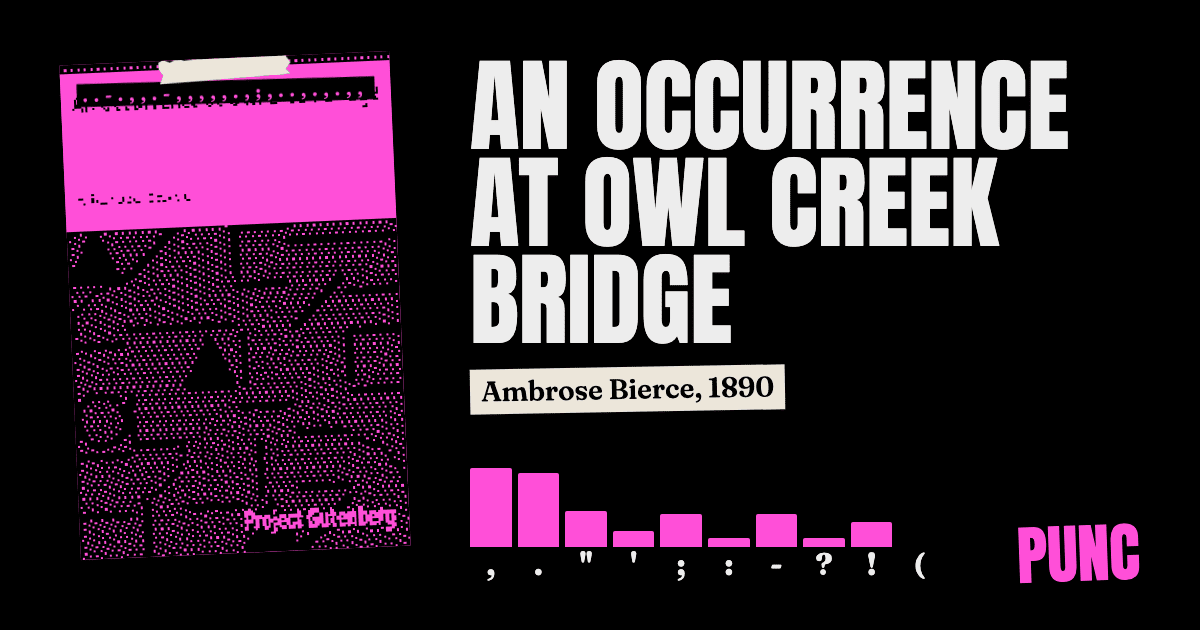 AN OCCURRENCE
AT OWL CREEK
BRIDGE
Ambrose Bierce, 1890
, . " ' ; : - ? ! (
Project Gutenberg
PUNC